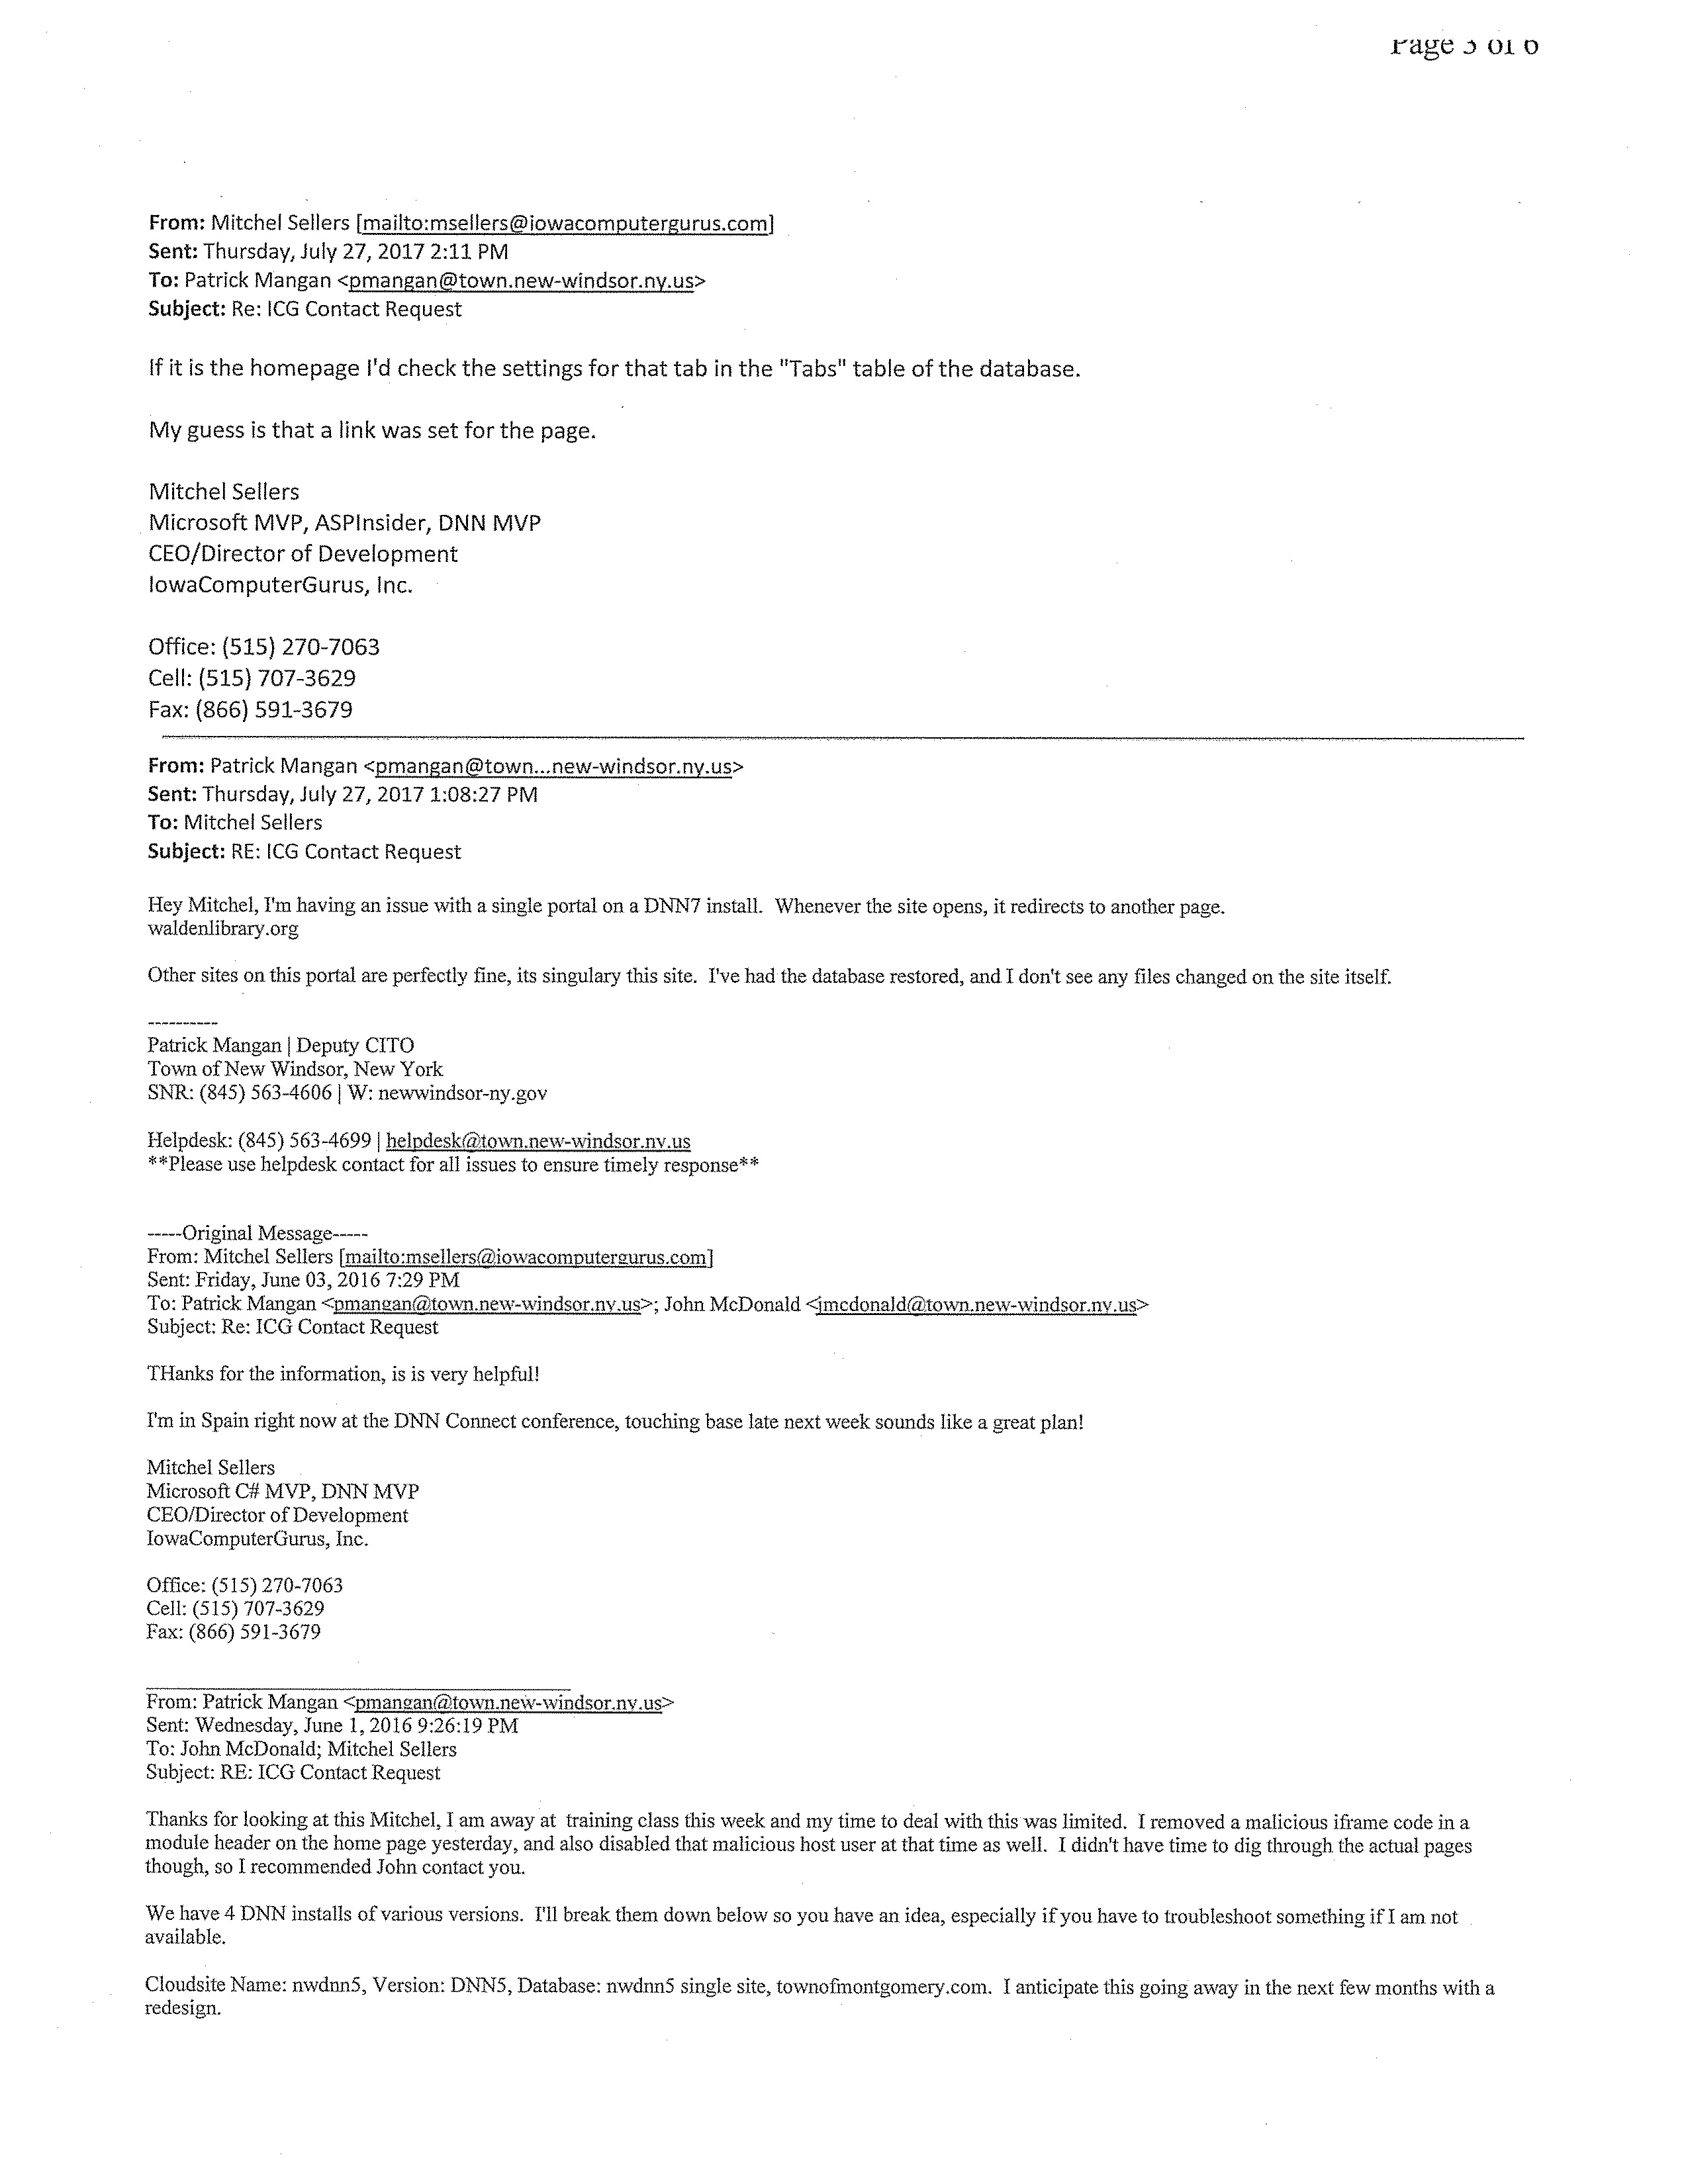 Page 5 of 6
From: Mitchel Sellers [mailto:msellers@iowacomputergurus.com]
Sent: Thursday, July 27, 2017 2:11 PM
To: Patrick Mangan <pmangan@town.new-windsor.ny.us>
Subject: Re: ICG Contact Request
If it is the homepage I'd check the settings for that tab in the "Tabs" table of the database.
My guess is that a link was set for the page.
Mitchel Sellers
Microsoft MVP, ASPInsider, DNN MVP
CEO/Director of Development
IowaComputerGurus, Inc.
Office: (515) 270-7063
Cell: (515) 707-3629
Fax: (866) 591-3679
From: Patrick Mangan <pmangan@town...new-windsor.ny.us>
Sent: Thursday, July 27, 2017 1:08:27 PM
To: Mitchel Sellers
Subject: RE: ICG Contact Request
Hey Mitchel, I'm having an issue with a single portal on a DNN7 install.  Whenever the site opens, it redirects to another page.
waldenlibrary.org
Other sites on this portal are perfectly fine, its singulary this site.  I've had the database restored, and I don't see any files changed on the site itself.
----------
Patrick Mangan | Deputy CITO
Town of New Windsor, New York
SNR: (845) 563-4606 | W: newwindsor-ny.gov
Helpdesk: (845) 563-4699 | helpdesk@town.new-windsor.ny.us
**Please use helpdesk contact for all issues to ensure timely response**
-----Original Message-----
From: Mitchel Sellers [mailto:msellers@iowacomputergurus.com]
Sent: Friday, June 03, 2016 7:29 PM
To: Patrick Mangan <pmangan@town.new-windsor.ny.us>; John McDonald <jmcdonald@town.new-windsor.ny.us>
Subject: Re: ICG Contact Request
THanks for the information, is is very helpful!
I'm in Spain right now at the DNN Connect conference, touching base late next week sounds like a great plan!
Mitchel Sellers
Microsoft C# MVP, DNN MVP
CEO/Director of Development
IowaComputerGurus, Inc.
Office: (515) 270-7063
Cell: (515) 707-3629
Fax: (866) 591-3679
From: Patrick Mangan <pmangan@town.new-windsor.ny.us>
Sent: Wednesday, June 1, 2016 9:26:19 PM
To: John McDonald; Mitchel Sellers
Subject: RE: ICG Contact Request
Thanks for looking at this Mitchel, I am away at  training class this week and my time to deal with this was limited.  I removed a malicious iframe code in a
module header on the home page yesterday, and also disabled that malicious host user at that time as well.  I didn't have time to dig through the actual pages
though, so I recommended John contact you.
We have 4 DNN installs of various versions.  I'll break them down below so you have an idea, especially if you have to troubleshoot something if I am not
available.
Cloudsite Name: nwdnn5, Version: DNN5, Database: nwdnn5 single site, townofmontgomery.com.  I anticipate this going away in the next few months with a
redesign.